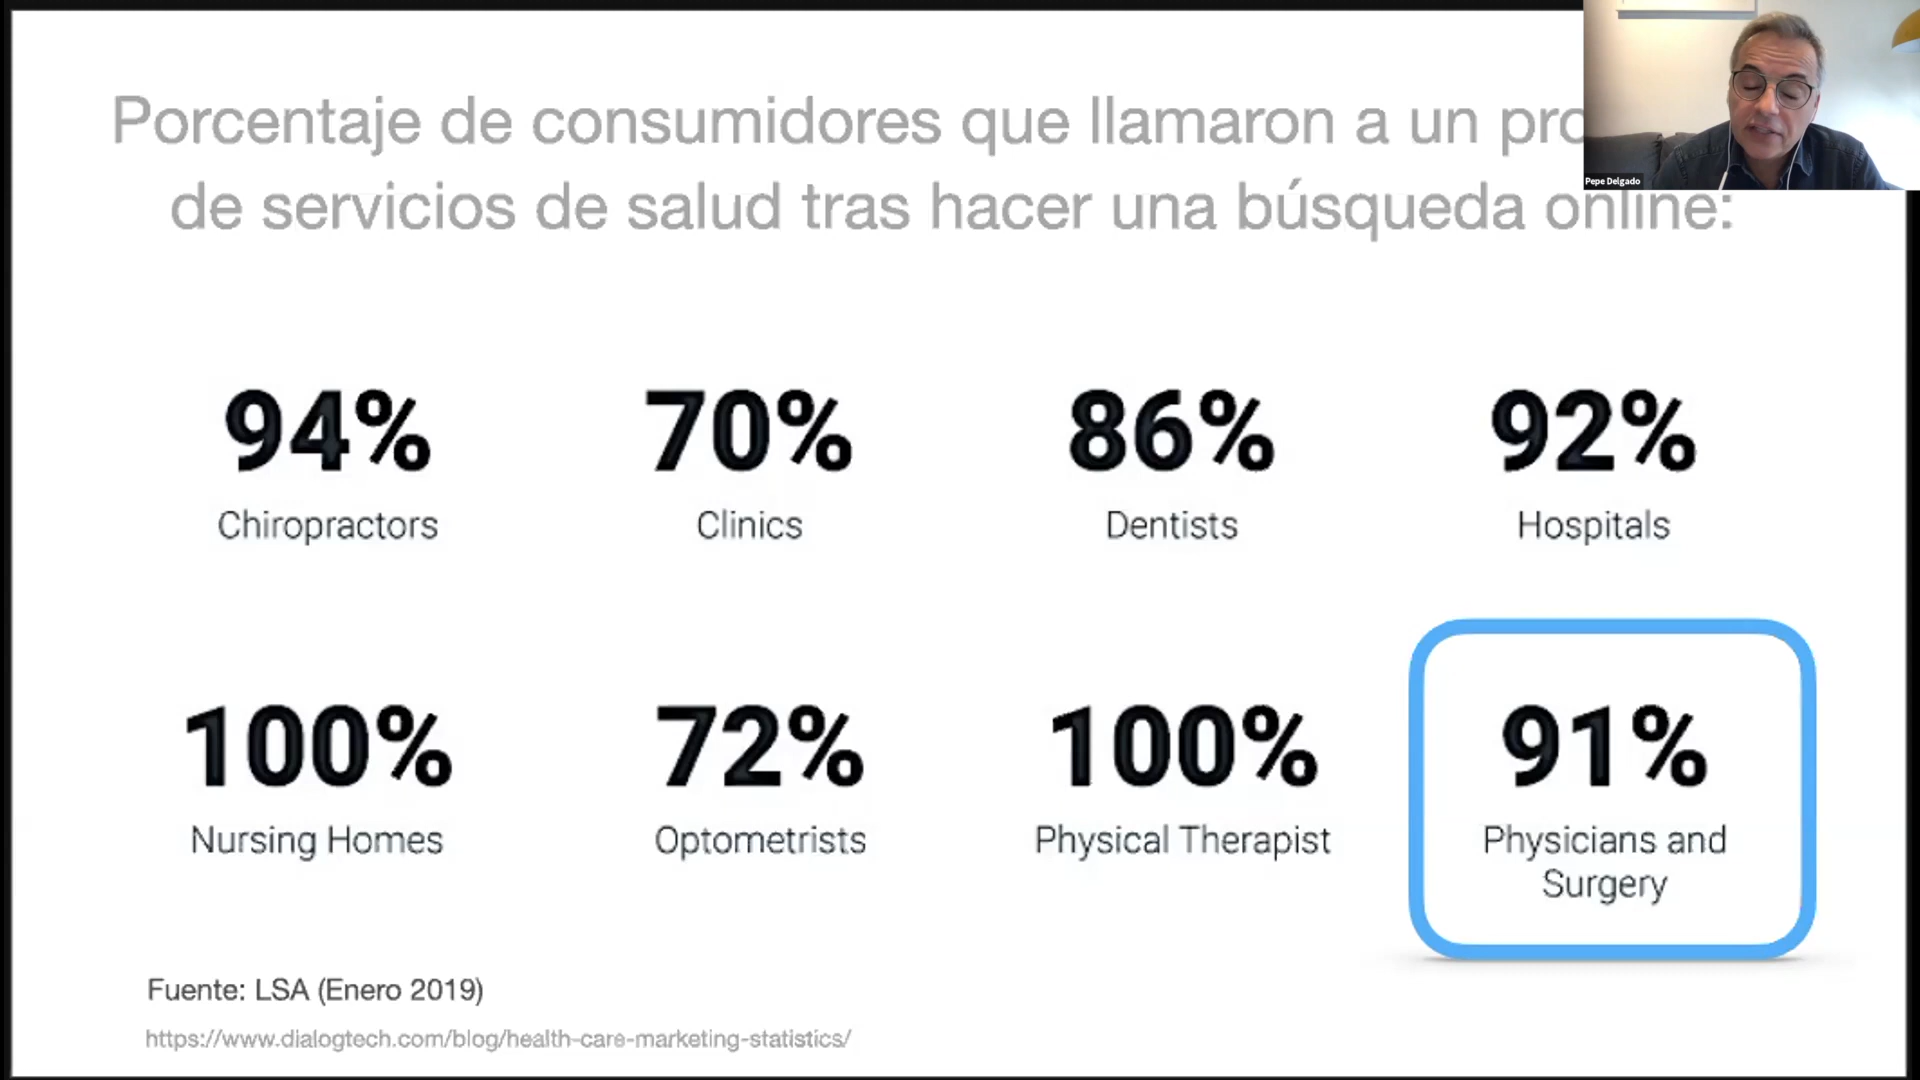 Porcentaje de consumidores que llamaron a un
de servicios de salud tras hacer una búsqueda online:
Pepe Delgado
94% 70% 86% 92%
Chiropractors Clinics Dentists Hospitals
100% 72% 100% 91%
Nursing Homes Optometrists Physical Therapist Physicians and
Surgery
Fuente: LSA (Enero 2019)
https://www.dialogtech.com/blog/health-care-marketing-statistics/